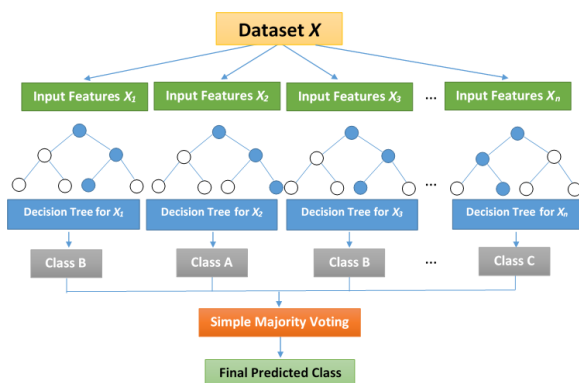 Dataset X
Input Features X1
Input Features X2
Input Features X3
...
Input Features Xn
...
Decision Tree for X1
Decision Tree for X2
Decision Tree for X3
Decision Tree for Xn
Class B
Class A
Class B
...
Class C
Simple Majority Voting
Final Predicted Class